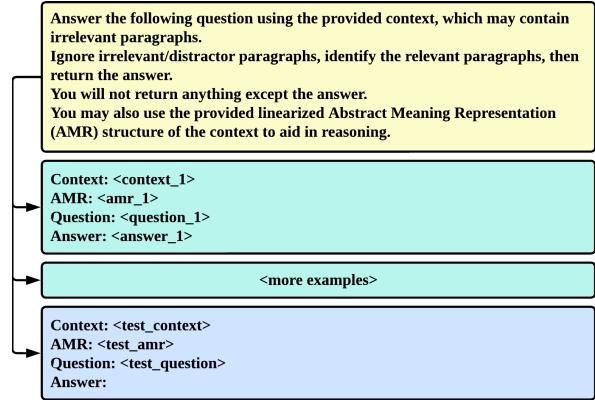 Answer the following question using the provided context, which may contain
irrelevant paragraphs.
Ignore irrelevant/distractor paragraphs, identify the relevant paragraphs, then
return the answer.
You will not return anything except the answer.
You may also use the provided linearized Abstract Meaning Representation
(AMR) structure of the context to aid in reasoning.
Context: <context_1>
AMR: <amr_1>
Question: <question_1>
Answer: <answer_1>
<more examples>
Context: <test_context>
AMR: <test_amr>
Question: <test_question>
Answer: